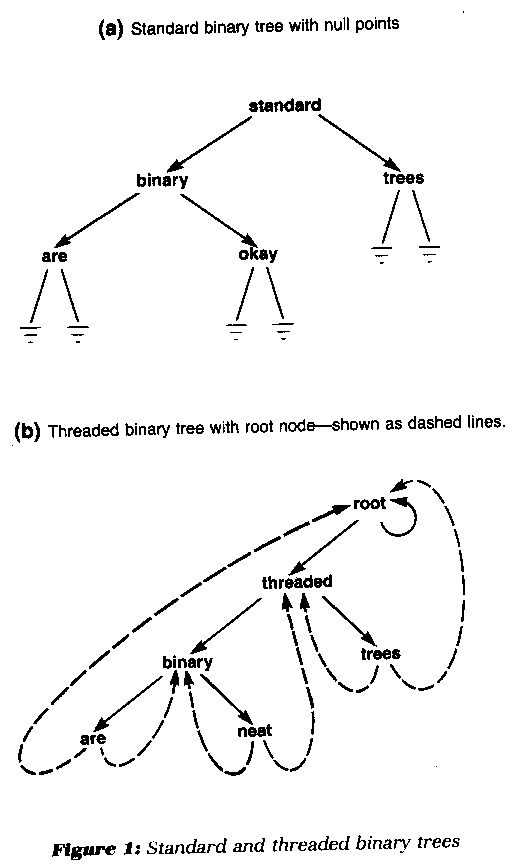 (a) Standard binary tree with null points
standard
binary trees
are okay
(b) Threaded binary tree with root node—shown as dashed lines.
root
threaded
binary trees
are neat
Figure 1: Standard and threaded binary trees